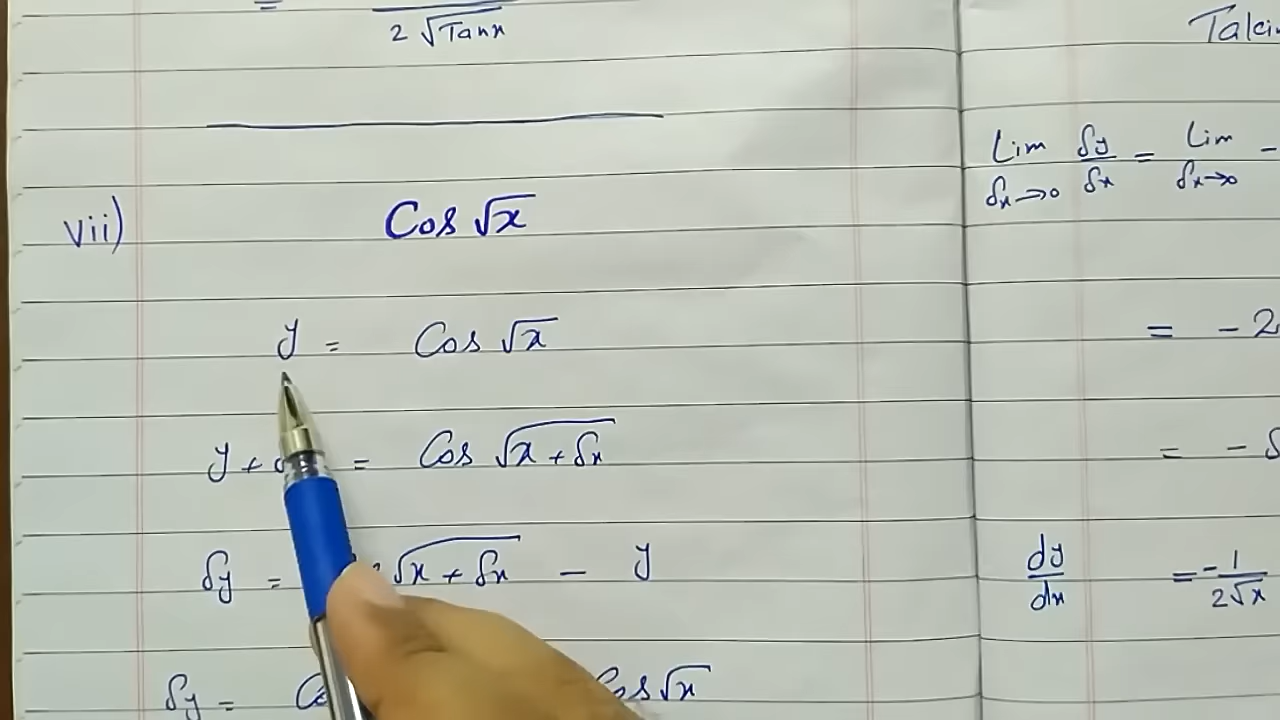 = 2 √Tanx
vii) Cos √x
y = Cos √x
y + = Cos √x + δx
δy = √x + δx - y
δy = Cos √x
Lim δx→0 δy/δx = Lim δx→0 -
= - 2
= -
dy/dx = -1/2√x